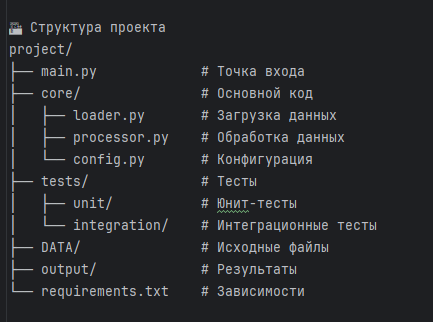 🗃 Структура проекта
project/
├── main.py             # Точка входа
├── core/               # Основной код
│   ├── loader.py       # Загрузка данных
│   ├── processor.py    # Обработка данных
│   └── config.py       # Конфигурация
├── tests/              # Тесты
│   ├── unit/           # Юнит-тесты
│   └── integration/    # Интеграционные тесты
├── DATA/               # Исходные файлы
├── output/             # Результаты
└── requirements.txt    # Зависимости